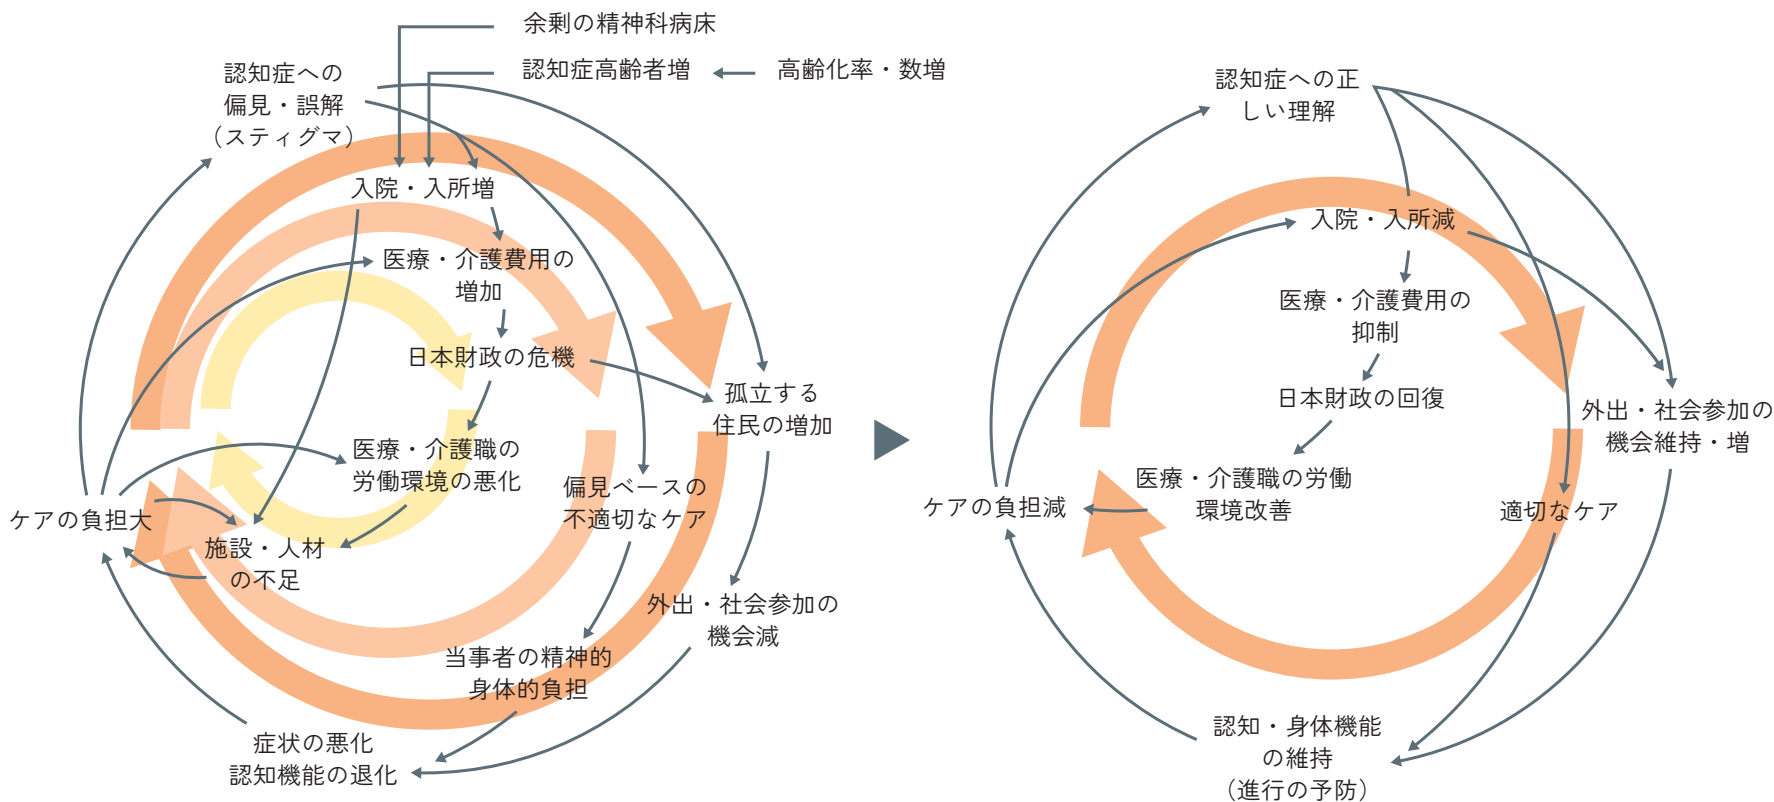 余剰の精神科病床
認知症高齢者増
高齢化率・数増
認知症への
偏見・誤解
（スティグマ）
入院・入所増
医療・介護費用の
増加
日本財政の危機
孤立する
住民の増加
医療・介護職の
労働環境の悪化
偏見ベースの
不適切なケア
ケアの負担大
施設・人材
の不足
外出・社会参加の
機会減
当事者の精神的
身体的負担
症状の悪化
認知機能の退化
認知症への正
しい理解
入院・入所減
医療・介護費用の
抑制
日本財政の回復
外出・社会参加の
機会維持・増
医療・介護職の労働
環境改善
ケアの負担減
適切なケア
認知・身体機能
の維持
（進行の予防）